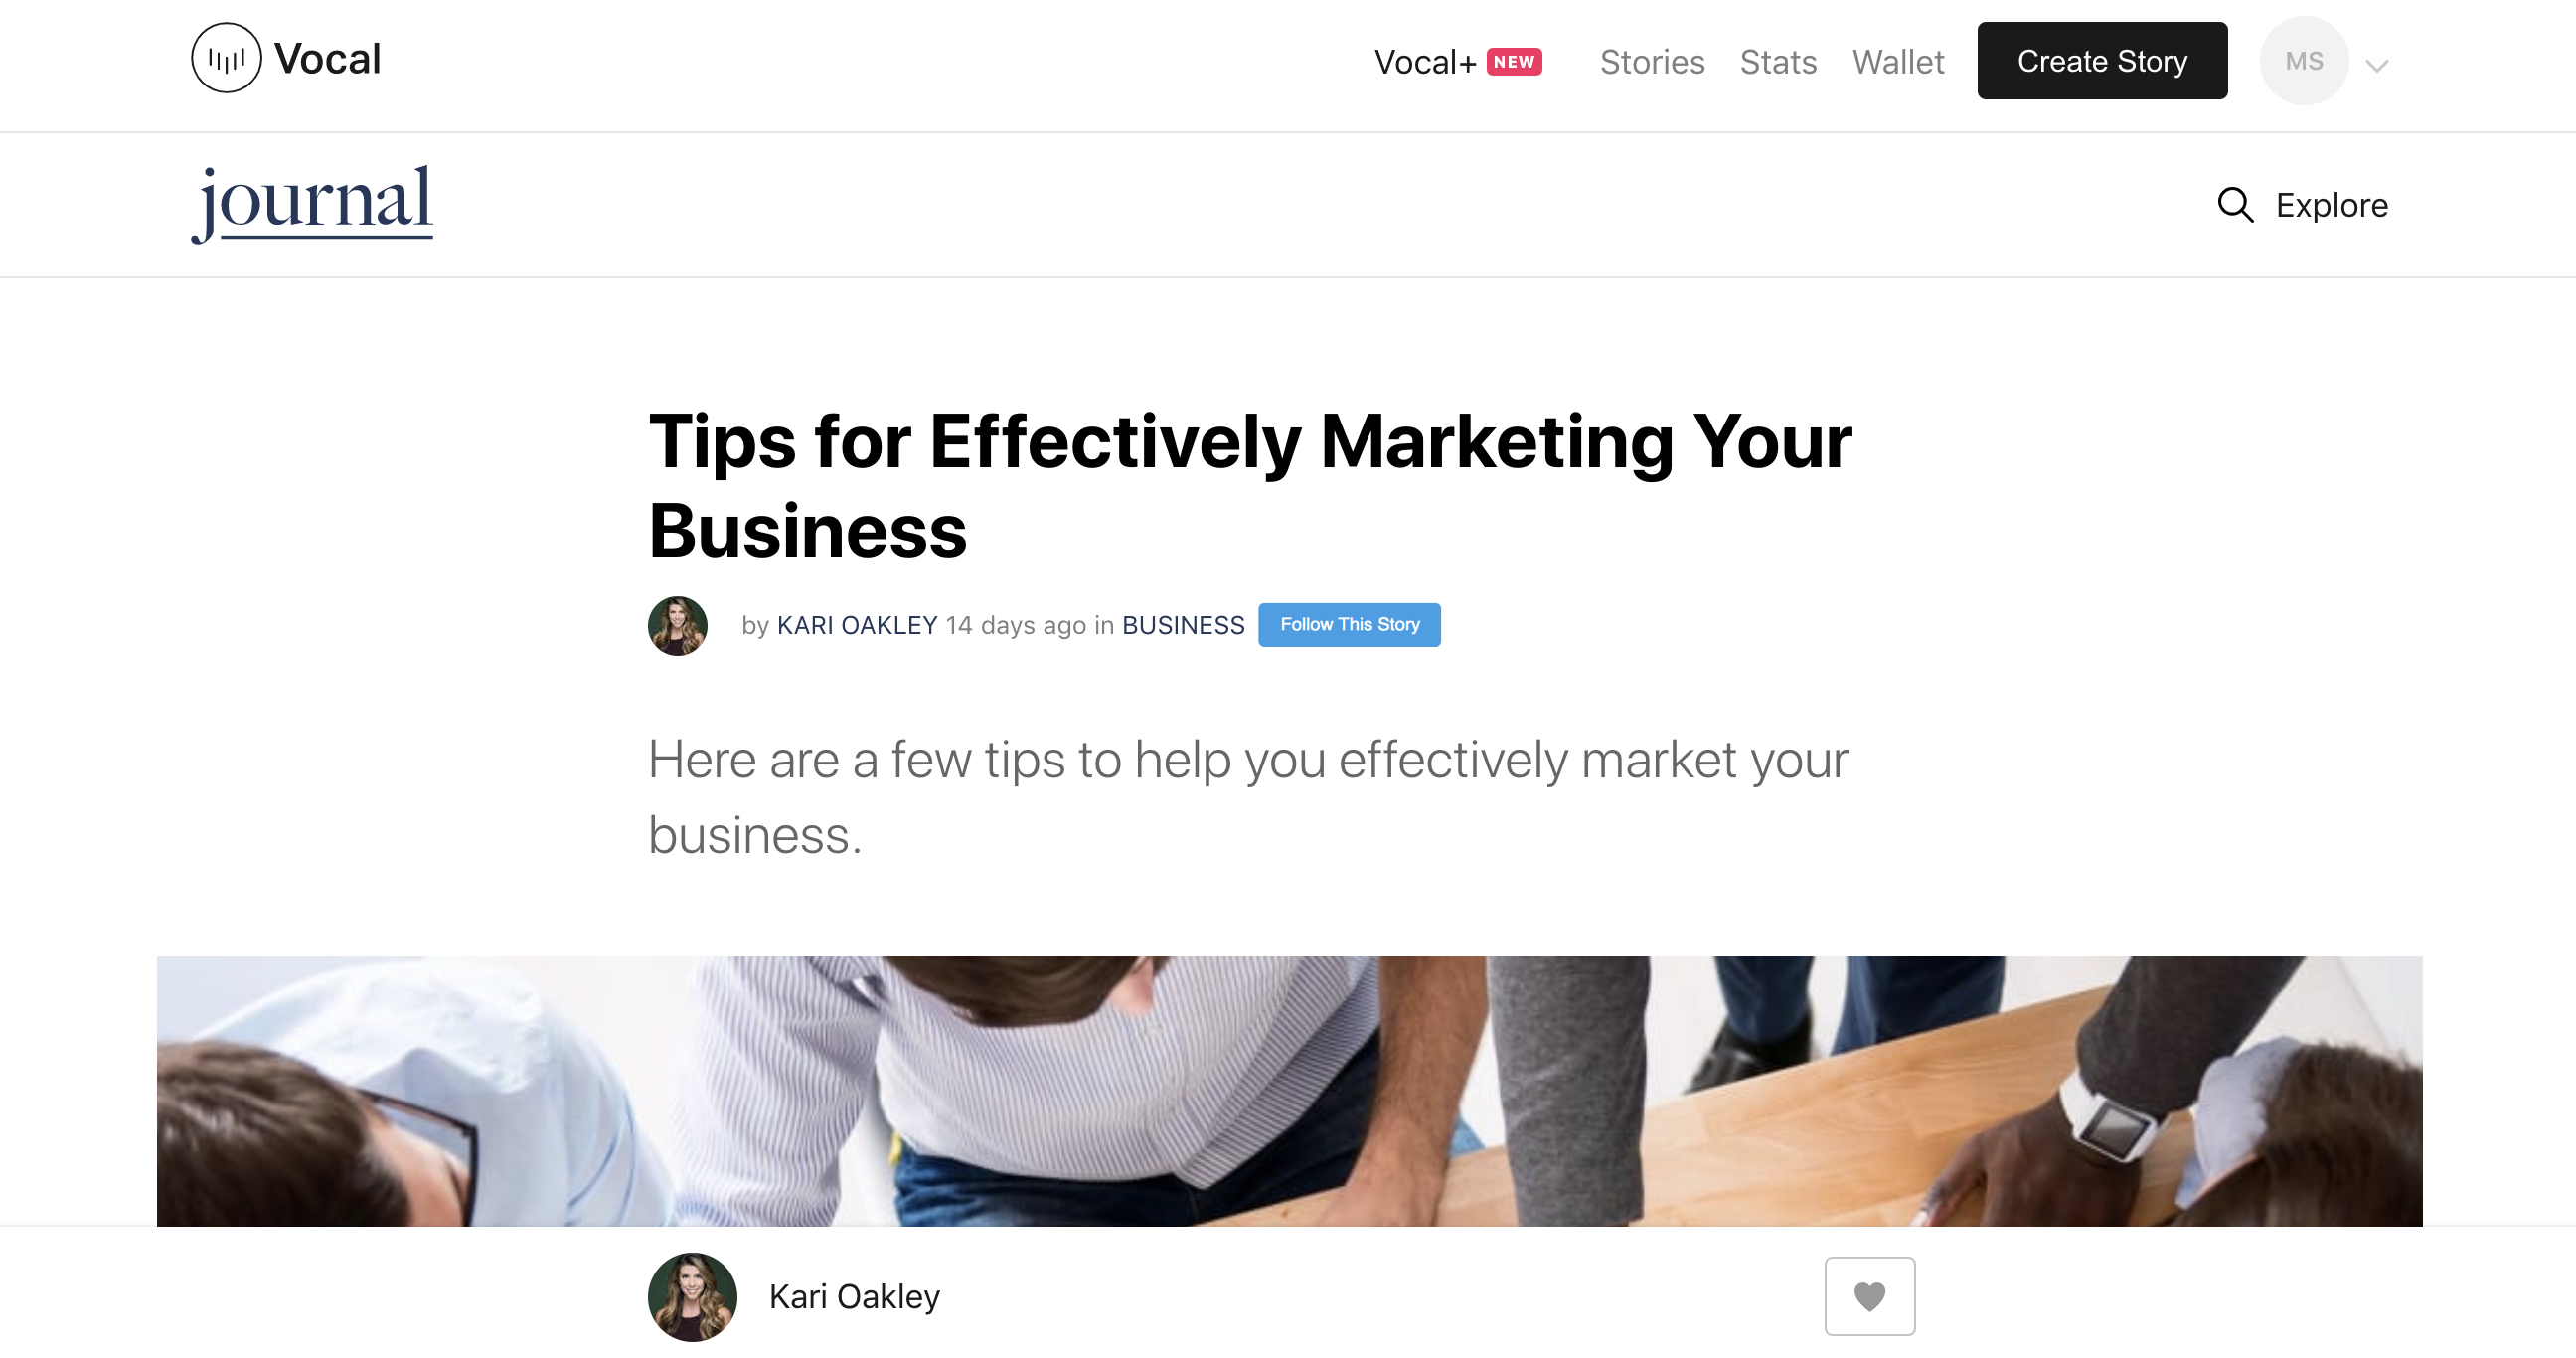 Vocal
Vocal+ NEW Stories Stats Wallet Create Story MS
journal
Explore
Tips for Effectively Marketing Your
Business
by KARI OAKLEY 14 days ago in BUSINESS Follow This Story
Here are a few tips to help you effectively market your
business.
Kari Oakley